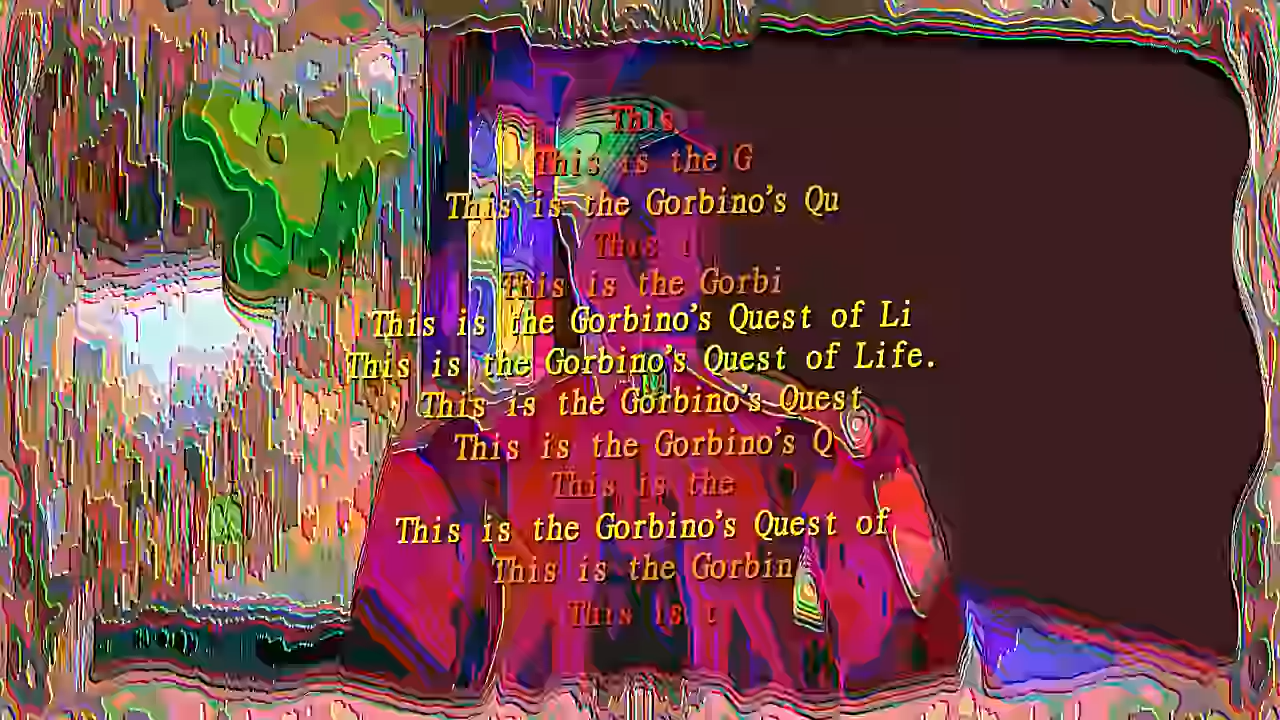 This
This is the G
This is the Gorbino's Qu
This i
This is the Gorbi
This is the Gorbino's Quest of Li
This is the Gorbino's Quest of Life.
This is the Gorbino's Quest
This is the Gorbino's Q
This is the
This is the Gorbino's Quest of
This is the Gorbin
This is t